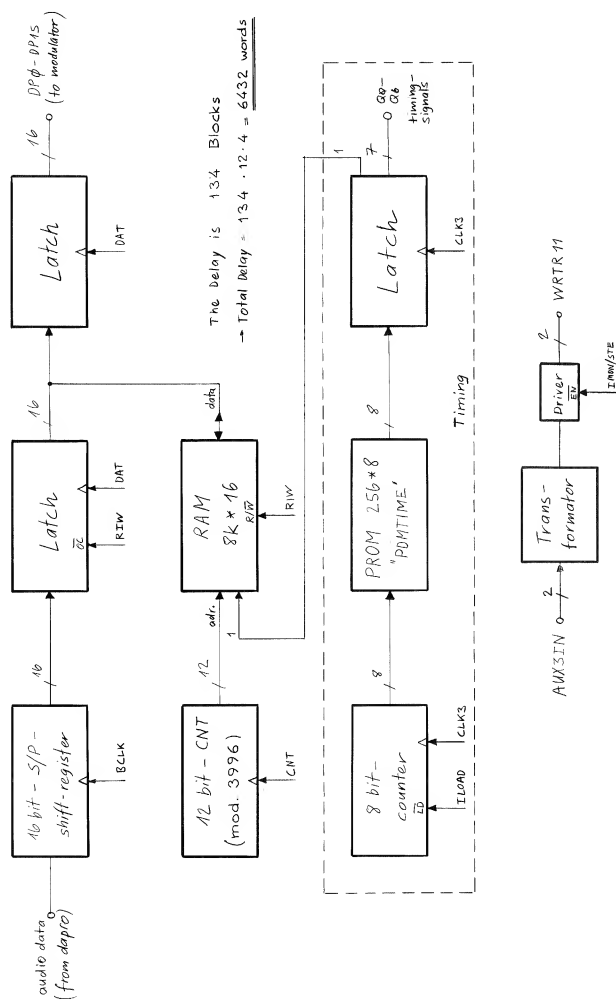 audio data
(from dapro)
16 bit - S/P -
shift-register
BCLK
16
Latch
OC
RIW
DAT
16
Latch
DAT
16
DPØ - DP15
(to modulator)
12 bit - CNT
(mod. 3996)
CNT
12
adr.
1
RAM
8K * 16
R/W
RIW
data
The Delay is 134 Blocks
→ Total Delay = 134 · 12 · 4 = 6432 words
8 bit -
counter
LD
ILOAD
CLK3
8
PROM 256*8
'PDMTIME'
8
Latch
CLK3
1
7
Q0 -
Q6
timing-
signals
Timing
AUX3IN
2
Trans-
formator
Driver
EN
IMON/STE
2
WRTR11